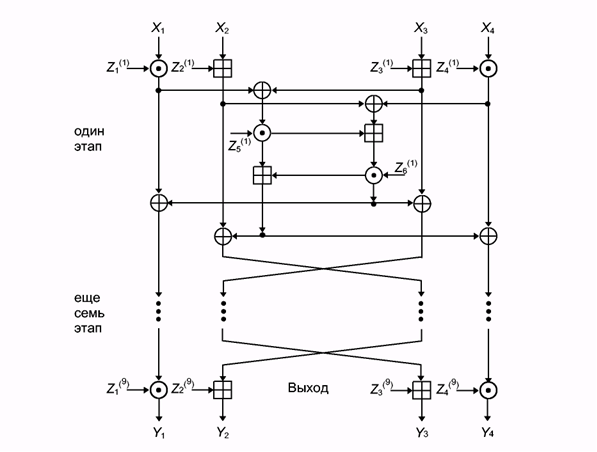 X1 X2 X3 X4
Z1(1) Z2(1) Z3(1) Z4(1)
один
этап
Z5(1)
Z6(1)
еще
семь
этап
Z1(9) Z2(9) Выход Z3(9) Z4(9)
Y1 Y2 Y3 Y4